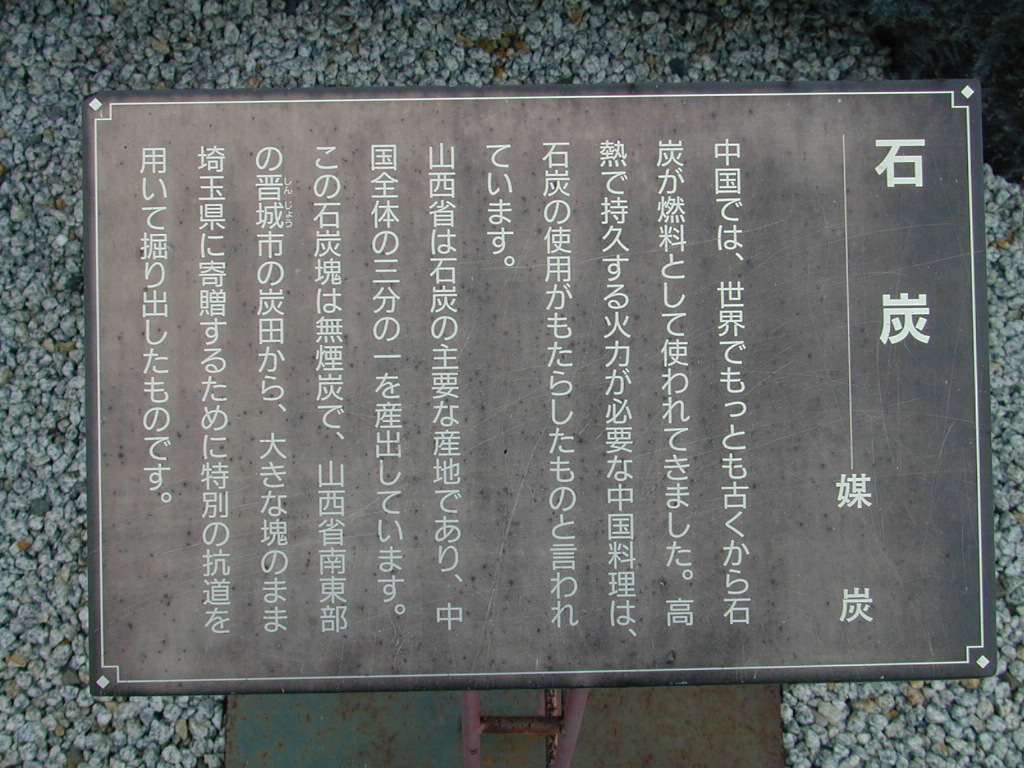 石炭
媒炭
中国では、世界でもっとも古くから石
炭が燃料として使われてきました。高
熱で持久する火力が必要な中国料理は、
石炭の使用がもたらしたものと言われ
ています。
山西省は石炭の主要な産地であり、中
国全体の三分の一を産出しています。
この石炭塊は無煙炭で、山西省南東部
の晋城市の炭田から、大きな塊のまま
しんじょう
埼玉県に寄贈するために特別の抗道を
用いて掘り出したものです。